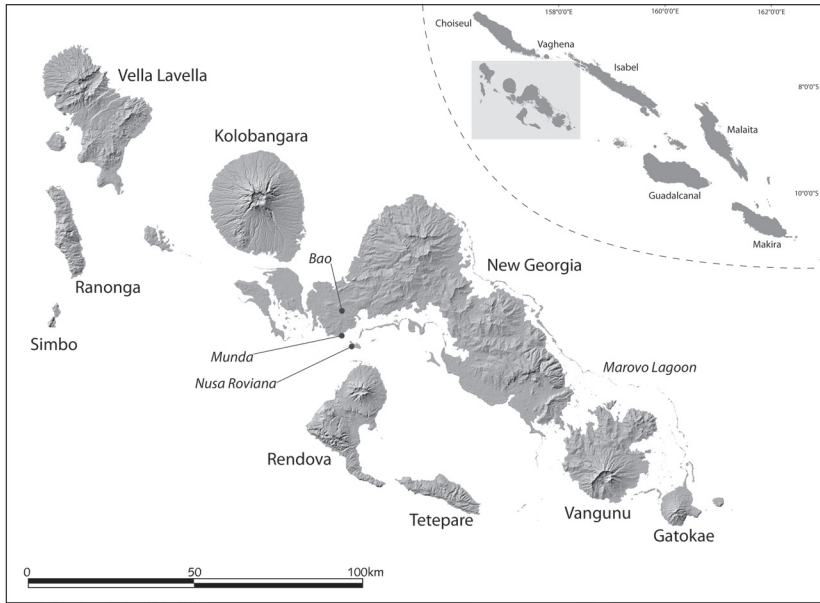 158°0'0"E
160°0'0"E
162°0'0"E
Choiseul
Vaghena
Isabel
8°0'0"S
Malaita
Guadalcanal
10°0'0"S
Makira
Vella Lavella
Kolobangara
Bao
New Georgia
Ranonga
Simbo
Munda
Nusa Roviana
Marovo Lagoon
Rendova
Tetepare
Vangunu
Gatokae
0 50 100km